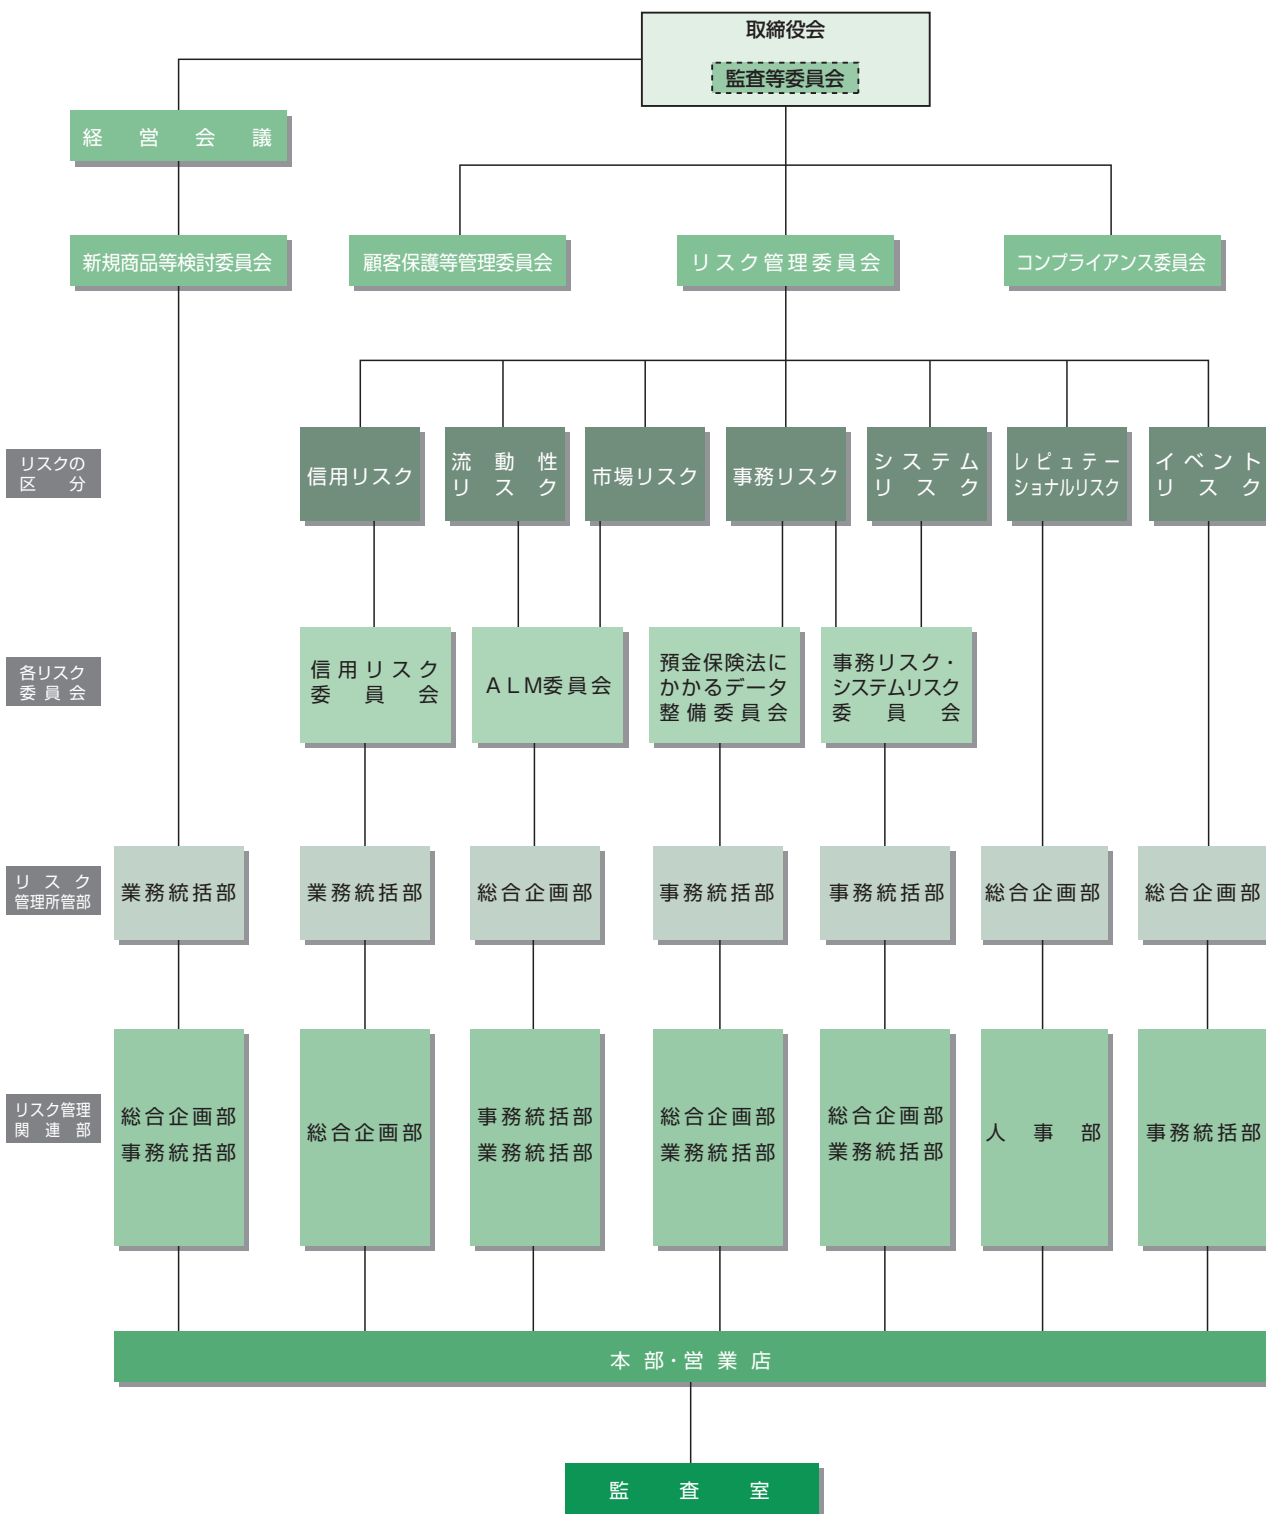 取締役会
監査等委員会
経営会議
新規商品等検討委員会
顧客保護等管理委員会
リスク管理委員会
コンプライアンス委員会
リスクの
区分
信用リスク
流動性
リスク
市場リスク
事務リスク
システム
リスク
レピュテー
ショナルリスク
イベント
リスク
各リスク
委員会
信用リスク
委員会
ALM委員会
預金保険法に
かかるデータ
整備委員会
事務リスク・
システムリスク
委員会
リスク
管理所管部
業務統括部
業務統括部
総合企画部
事務統括部
事務統括部
総合企画部
総合企画部
リスク管理
関連部
総合企画部
事務統括部
総合企画部
事務統括部
業務統括部
総合企画部
業務統括部
総合企画部
業務統括部
人事部
事務統括部
本部・営業店
監査室